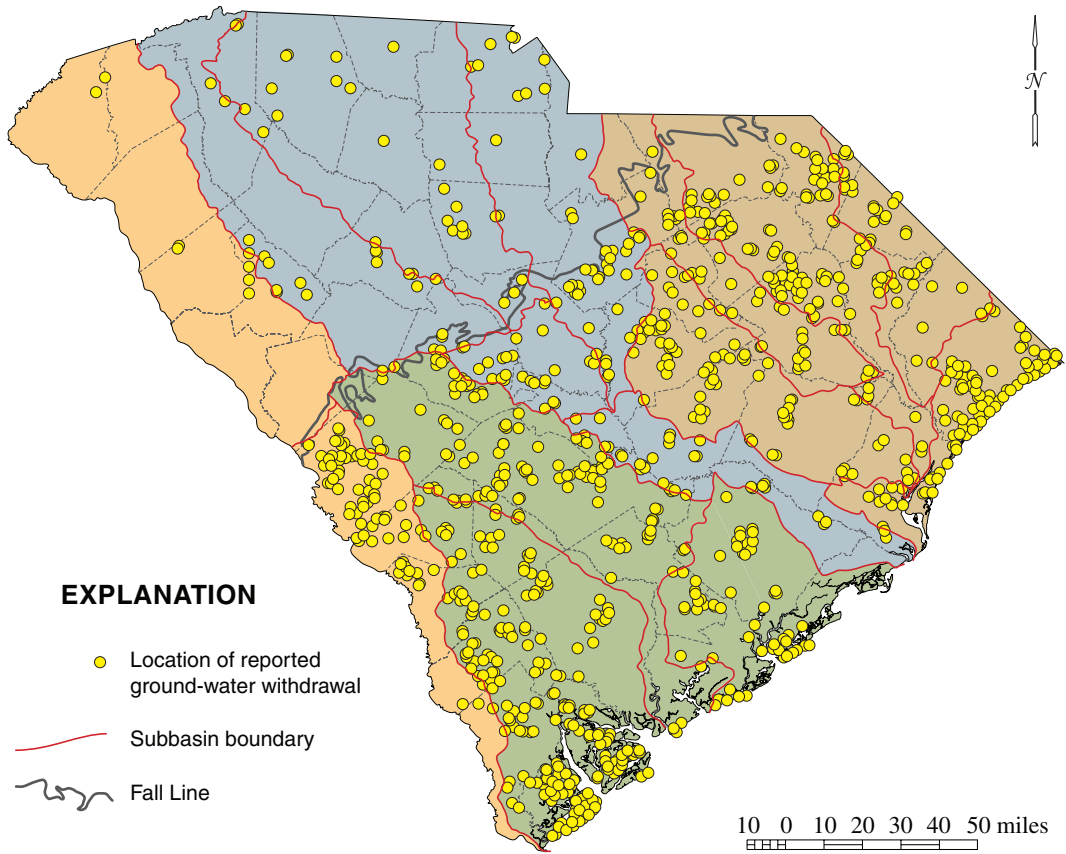 N
EXPLANATION
Location of reported
ground-water withdrawal
Subbasin boundary
Fall Line
10 0 10 20 30 40 50 miles